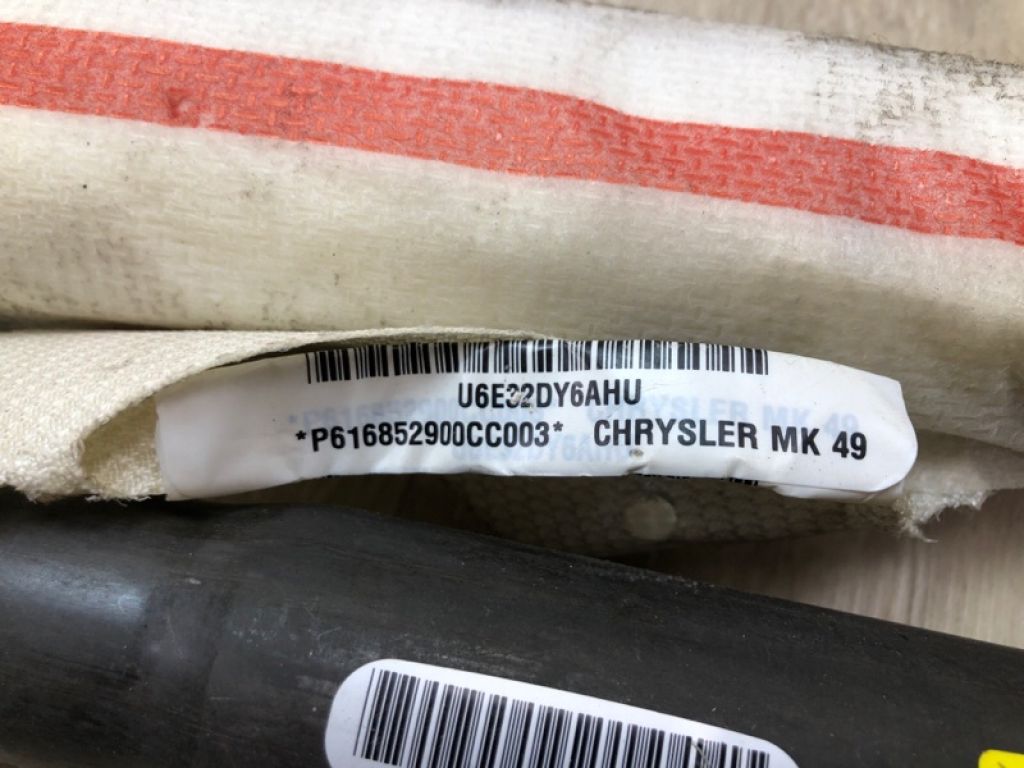 U6E32DY6AHU
*P616852900CC003* CHRYSLER MK 49